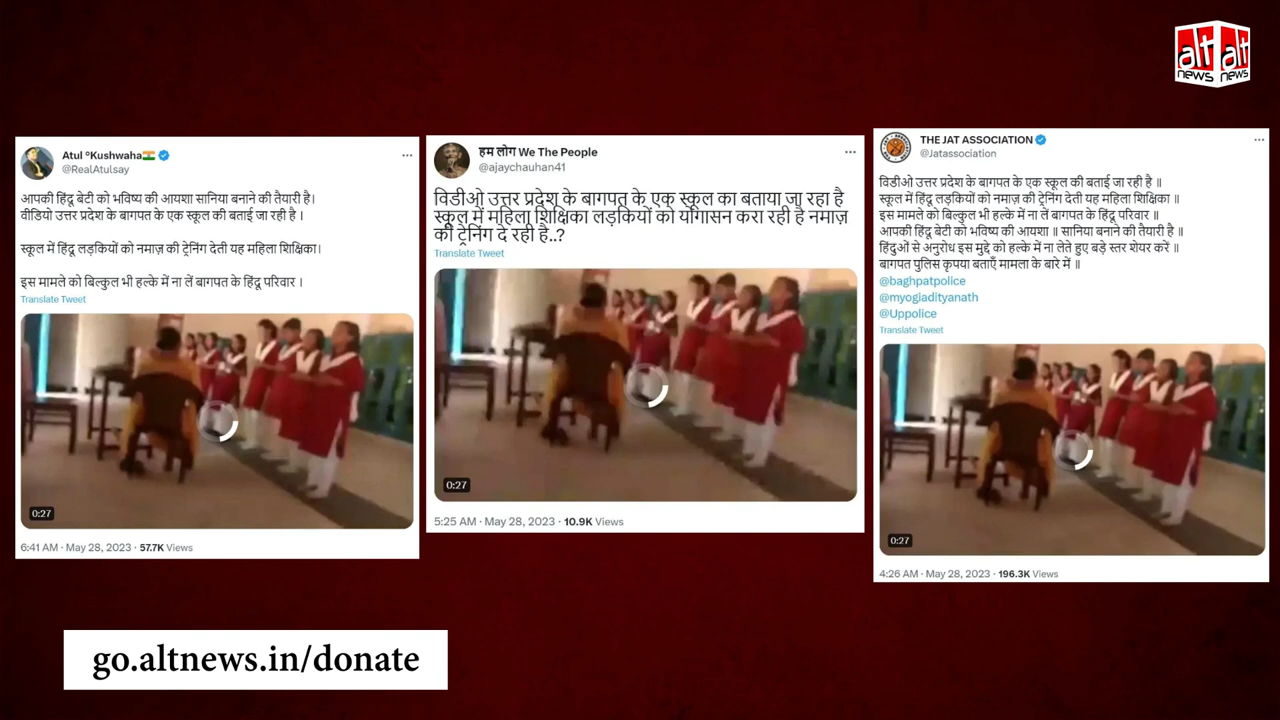 alt news alt news
Atul °Kushwaha
@RealAtulsay
आपकी हिंदू बेटी को भविष्य की आयशा सानिया बनाने की तैयारी है।
वीडियो उत्तर प्रदेश के बागपत के एक स्कूल की बताई जा रही है ।
स्कूल में हिंदू लड़कियों को नमाज़ की ट्रेनिंग देती यह महिला शिक्षिका।
इस मामले को बिल्कुल भी हल्के में ना लें बागपत के हिंदू परिवार ।
Translate Tweet
0:27
6:41 AM · May 28, 2023 · 57.7K Views
हम लोग We The People
@ajaychauhan41
विडीओ उत्तर प्रदेश के बागपत के एक स्कूल का बताया जा रहा है
स्कूल में महिला शिक्षिका लड़कियों को योगासन करा रही है नमाज़
की ट्रेनिंग दे रही है..?
Translate Tweet
0:27
5:25 AM · May 28, 2023 · 10.9K Views
THE JAT ASSOCIATION
@Jatassociation
विडीओ उत्तर प्रदेश के बागपत के एक स्कूल की बताई जा रही है ॥
स्कूल में हिंदू लड़कियों को नमाज़ की ट्रेनिंग देती यह महिला शिक्षिका ॥
इस मामले को बिल्कुल भी हल्के में ना लें बागपत के हिंदू परिवार ॥
आपकी हिंदू बेटी को भविष्य की आयशा ॥ सानिया बनाने की तैयारी है ॥
हिंदुओं से अनुरोध इस मुद्दे को हल्के में ना लेते हुए बड़े स्तर शेयर करें ॥
बागपत पुलिस कृपया बताएँ मामला के बारे में ॥
@baghpatpolice
@myogiadityanath
@Uppolice
Translate Tweet
0:27
4:26 AM · May 28, 2023 · 196.3K Views
go.altnews.in/donate